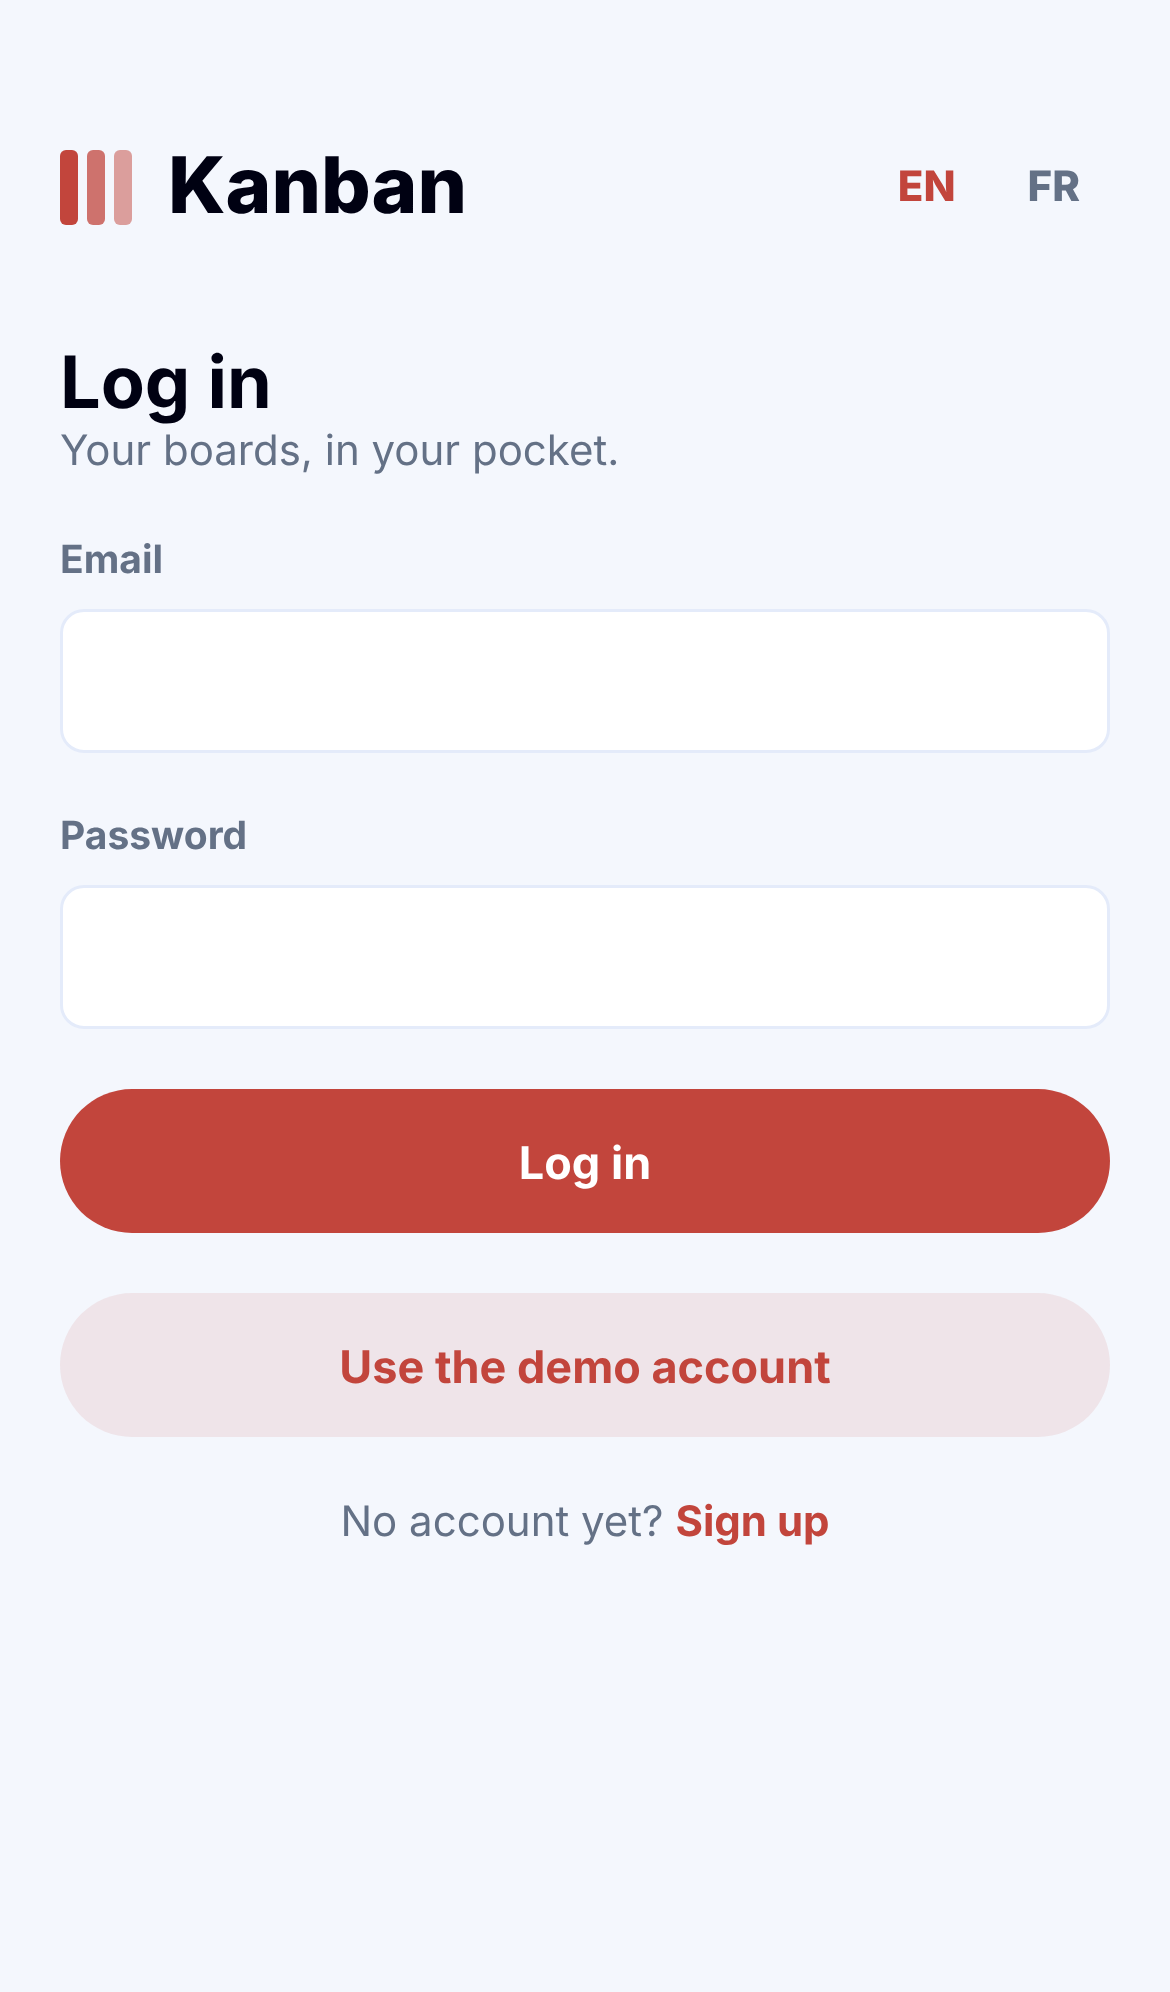 Kanban
EN FR
Log in
Your boards, in your pocket.
Email
Password
Log in
Use the demo account
No account yet? Sign up